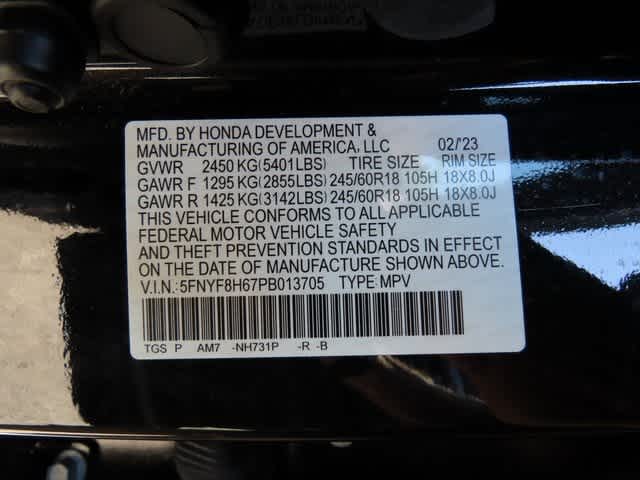 MFD. BY HONDA DEVELOPMENT &
MANUFACTURING OF AMERICA, LLC 02/'23
GVWR 2450 KG(5401LBS) TIRE SIZE RIM SIZE
GAWR F 1295 KG(2855LBS) 245/60R18 105H 18X8.0J
GAWR R 1425 KG(3142LBS) 245/60R18 105H 18X8.0J
THIS VEHICLE CONFORMS TO ALL APPLICABLE
FEDERAL MOTOR VEHICLE SAFETY
AND THEFT PREVENTION STANDARDS IN EFFECT
ON THE DATE OF MANUFACTURE SHOWN ABOVE.
V.I.N.:5FNYF8H67PB013705 TYPE:MPV
TGS P AM7 -NH731P -R -B